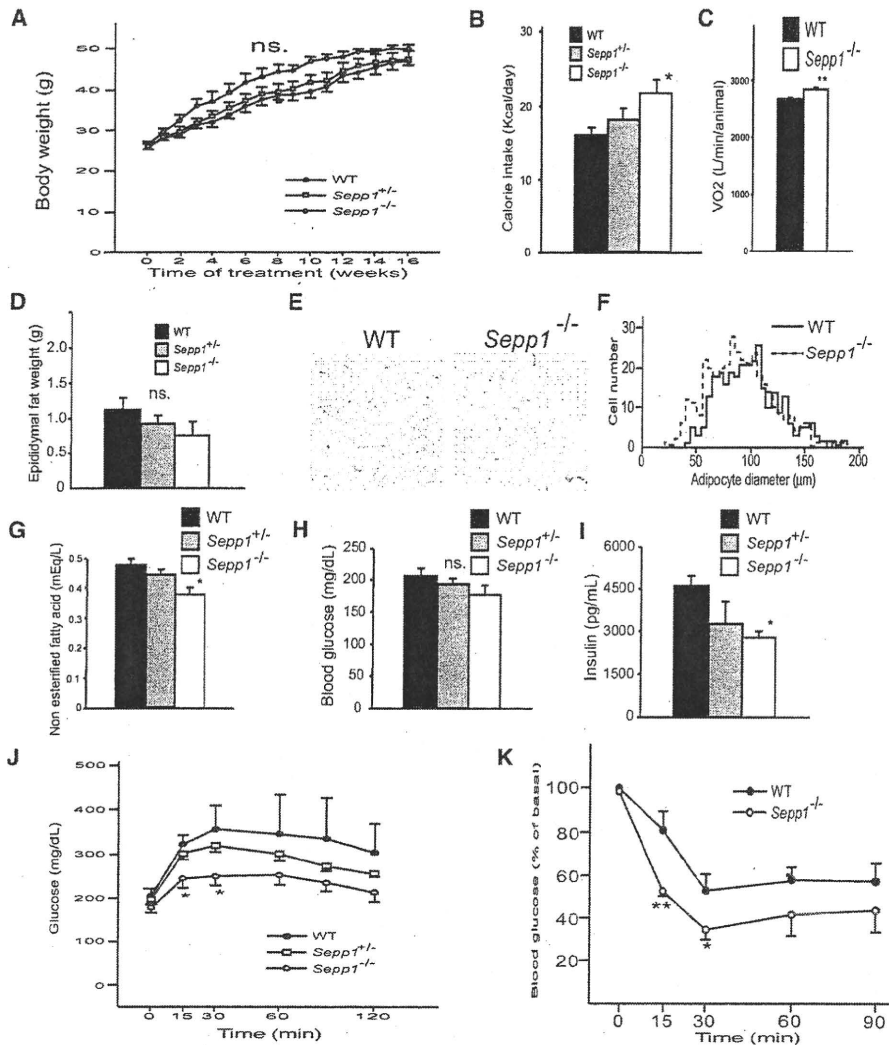 A
ns.
Body weight (g)
50
40
30
20
10
0
WT
Sepp1+/-
Sepp1-/-
0 2 4 6 8 10 12 14 16
Time of treatment (weeks)
B
WT
Sepp1+/-
Sepp1-/-
*
Calorie intake (Kcal/day)
30
20
10
0
C
WT
Sepp1-/-
**
VO2 (L/min/animal)
3000
2000
1000
0
D
WT
Sepp1+/-
Sepp1-/-
ns.
Epididymal fat weight (g)
2.0
1.5
1.0
0.5
0
E
WT Sepp1-/-
F
WT
Sepp1-/-
Cell number
30
20
10
0
0 50 100 150 200
Adipocyte diameter (μm)
G
WT
Sepp1+/-
Sepp1-/-
*
Non esterified fatty acid (mEq/L)
0.5
0.4
0.3
0.2
0.1
0
H
WT
Sepp1+/-
Sepp1-/-
ns.
Blood glucose (mg/dL)
200
150
100
50
0
I
WT
Sepp1+/-
Sepp1-/-
*
Insulin (pg/mL)
6000
4500
3000
1500
0
J
Glucose (mg/dL)
500
400
300
200
100
0
* *
WT
Sepp1+/-
Sepp1-/-
0 15 30 60 120
Time (min)
K
WT
Sepp1-/-
Blood glucose (% of basal)
100
80
60
40
20
**
*
0 15 30 60 90
Time (min)